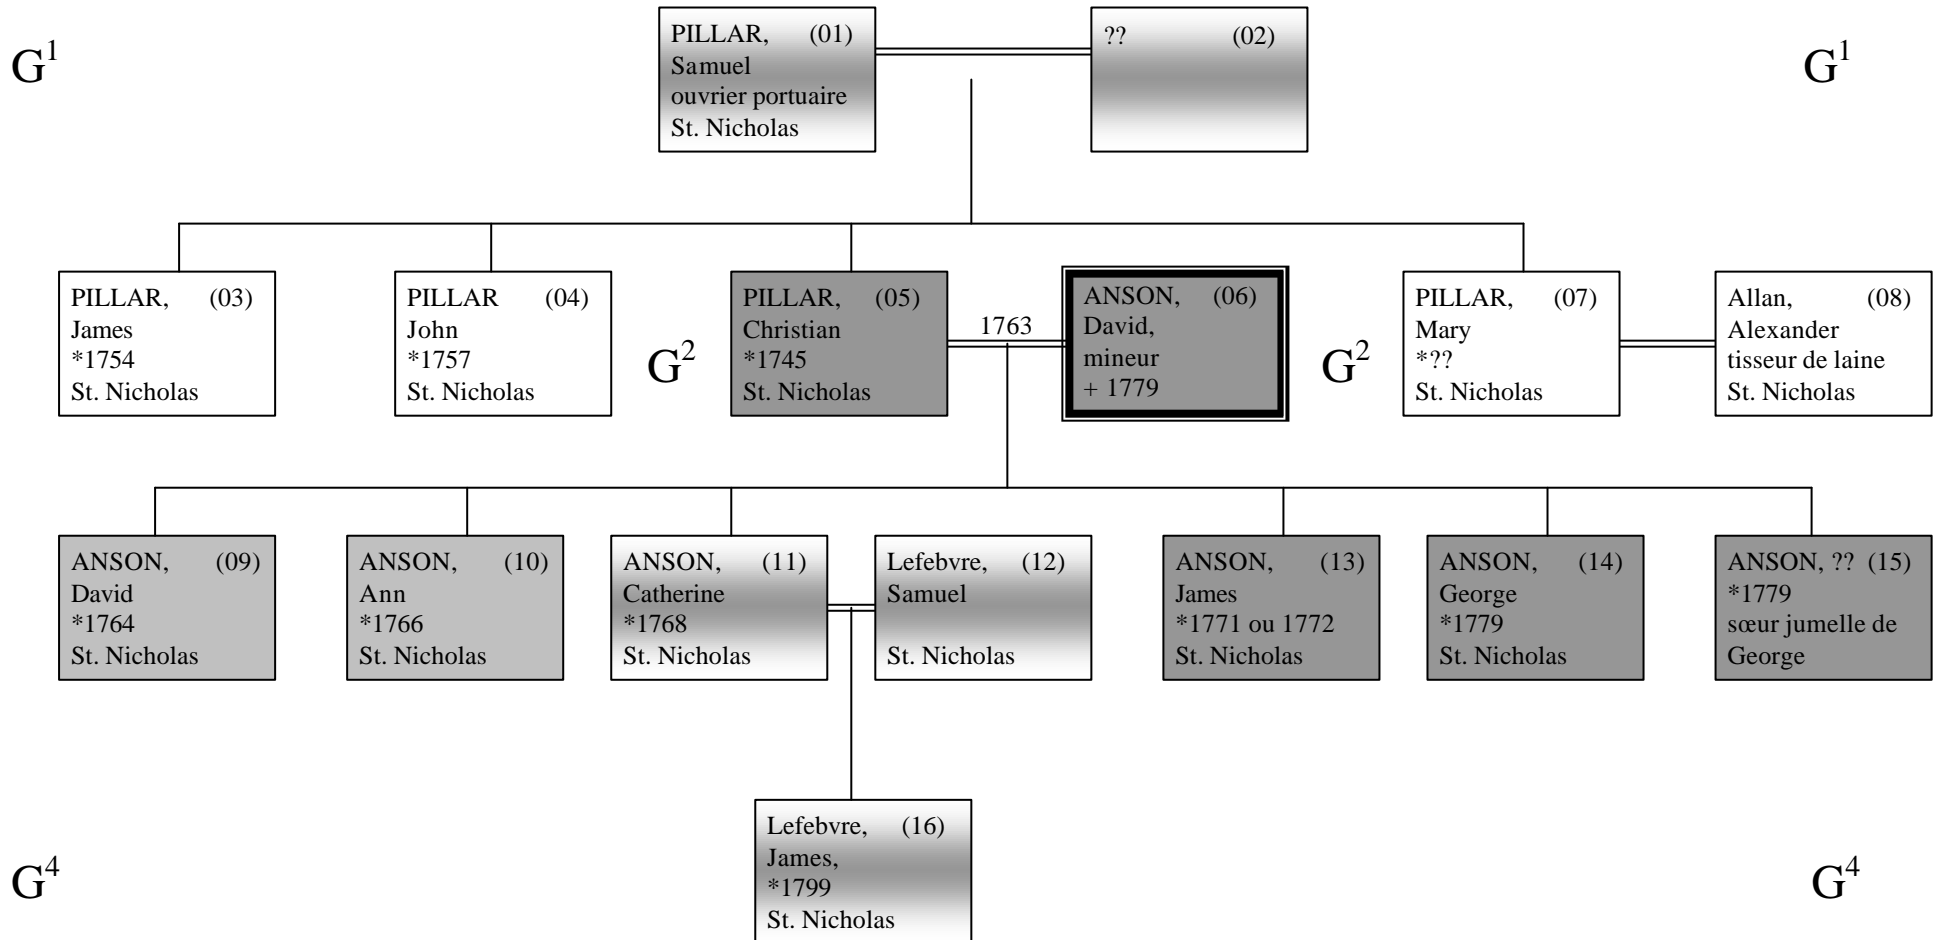 G¹
PILLAR, (01)
Samuel
ouvrier portuaire
St. Nicholas
?? (02)
G¹
PILLAR, (03)
James
*1754
St. Nicholas
PILLAR (04)
John
*1757
St. Nicholas
G²
PILLAR, (05)
Christian
*1745
St. Nicholas
1763
ANSON, (06)
David,
mineur
+ 1779
G²
PILLAR, (07)
Mary
*??
St. Nicholas
Allan, (08)
Alexander
tisseur de laine
St. Nicholas
ANSON, (09)
David
*1764
St. Nicholas
ANSON, (10)
Ann
*1766
St. Nicholas
ANSON, (11)
Catherine
*1768
St. Nicholas
Lefebvre, (12)
Samuel
St. Nicholas
ANSON, (13)
James
*1771 ou 1772
St. Nicholas
ANSON, (14)
George
*1779
St. Nicholas
ANSON, ?? (15)
*1779
sœur jumelle de
George
G⁴
Lefebvre, (16)
James,
*1799
St. Nicholas
G⁴